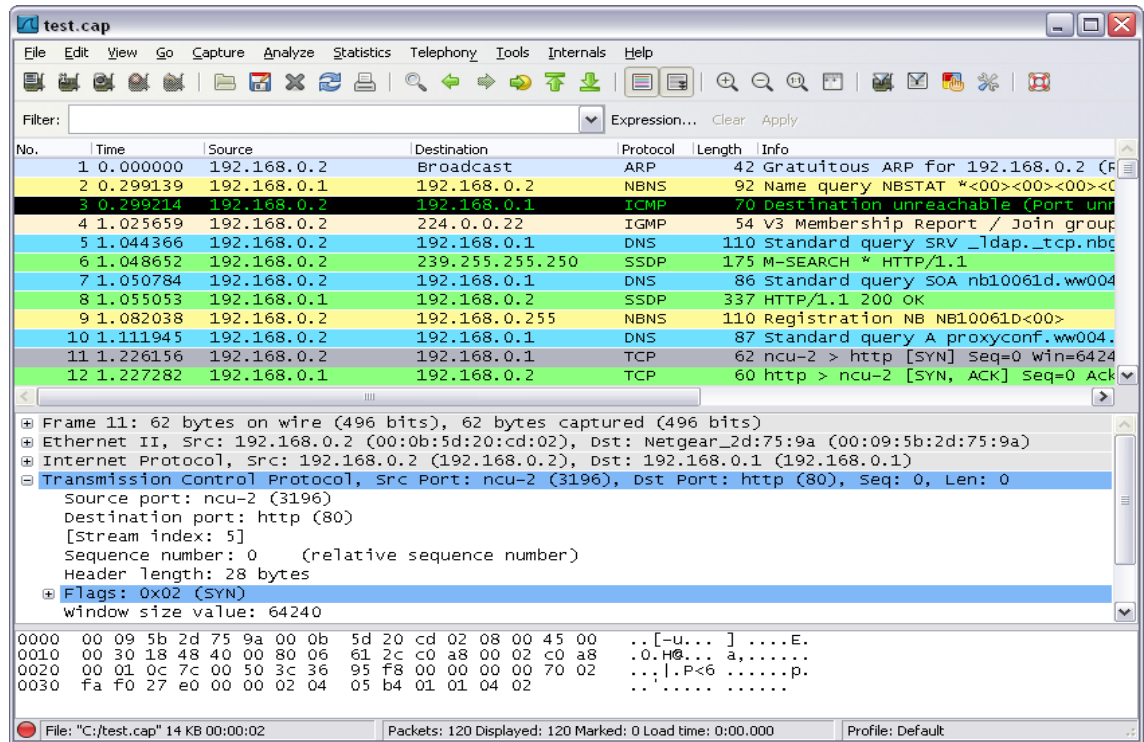 test.cap
File Edit View Go Capture Analyze Statistics Telephony Tools Internals Help
Filter: Expression... Clear Apply
No. Time Source Destination Protocol Length Info
1 0.000000 192.168.0.2 Broadcast ARP 42 Gratuitous ARP for 192.168.0.2 (R
2 0.299139 192.168.0.1 192.168.0.2 NBNS 92 Name query NBSTAT *<00><00><00><0
3 0.299214 192.168.0.2 192.168.0.1 ICMP 70 Destination unreachable (Port unr
4 1.025659 192.168.0.2 224.0.0.22 IGMP 54 V3 Membership Report / Join group
5 1.044366 192.168.0.2 192.168.0.1 DNS 110 Standard query SRV _ldap._tcp.nbg
6 1.048652 192.168.0.2 239.255.255.250 SSDP 175 M-SEARCH * HTTP/1.1
7 1.050784 192.168.0.2 192.168.0.1 DNS 86 Standard query SOA nb10061d.ww004
8 1.055053 192.168.0.1 192.168.0.2 SSDP 337 HTTP/1.1 200 OK
9 1.082038 192.168.0.2 192.168.0.255 NBNS 110 Registration NB NB10061D<00>
10 1.111945 192.168.0.2 192.168.0.1 DNS 87 Standard query A proxyconf.ww004.
11 1.226156 192.168.0.2 192.168.0.1 TCP 62 ncu-2 > http [SYN] Seq=0 Win=6424
12 1.227282 192.168.0.1 192.168.0.2 TCP 60 http > ncu-2 [SYN, ACK] Seq=0 Ack
Frame 11: 62 bytes on wire (496 bits), 62 bytes captured (496 bits)
Ethernet II, Src: 192.168.0.2 (00:0b:5d:20:cd:02), Dst: Netgear_2d:75:9a (00:09:5b:2d:75:9a)
Internet Protocol, Src: 192.168.0.2 (192.168.0.2), Dst: 192.168.0.1 (192.168.0.1)
Transmission Control Protocol, Src Port: ncu-2 (3196), Dst Port: http (80), Seq: 0, Len: 0
Source port: ncu-2 (3196)
Destination port: http (80)
[Stream index: 5]
Sequence number: 0 (relative sequence number)
Header length: 28 bytes
Flags: 0x02 (SYN)
Window size value: 64240
0000 00 09 5b 2d 75 9a 00 0b 5d 20 cd 02 08 00 45 00 ..[-u... ] ....E.
0010 00 30 18 48 40 00 80 06 61 2c c0 a8 00 02 c0 a8 .0.H@... a,......
0020 00 01 0c 7c 00 50 3c 36 95 f8 00 00 00 00 70 02 ...|.P<6 ......p.
0030 fa f0 27 e0 00 00 02 04 05 b4 01 01 04 02 ..'..... ......
File: "C:/test.cap" 14 KB 00:00:02 Packets: 120 Displayed: 120 Marked: 0 Load time: 0:00.000 Profile: Default